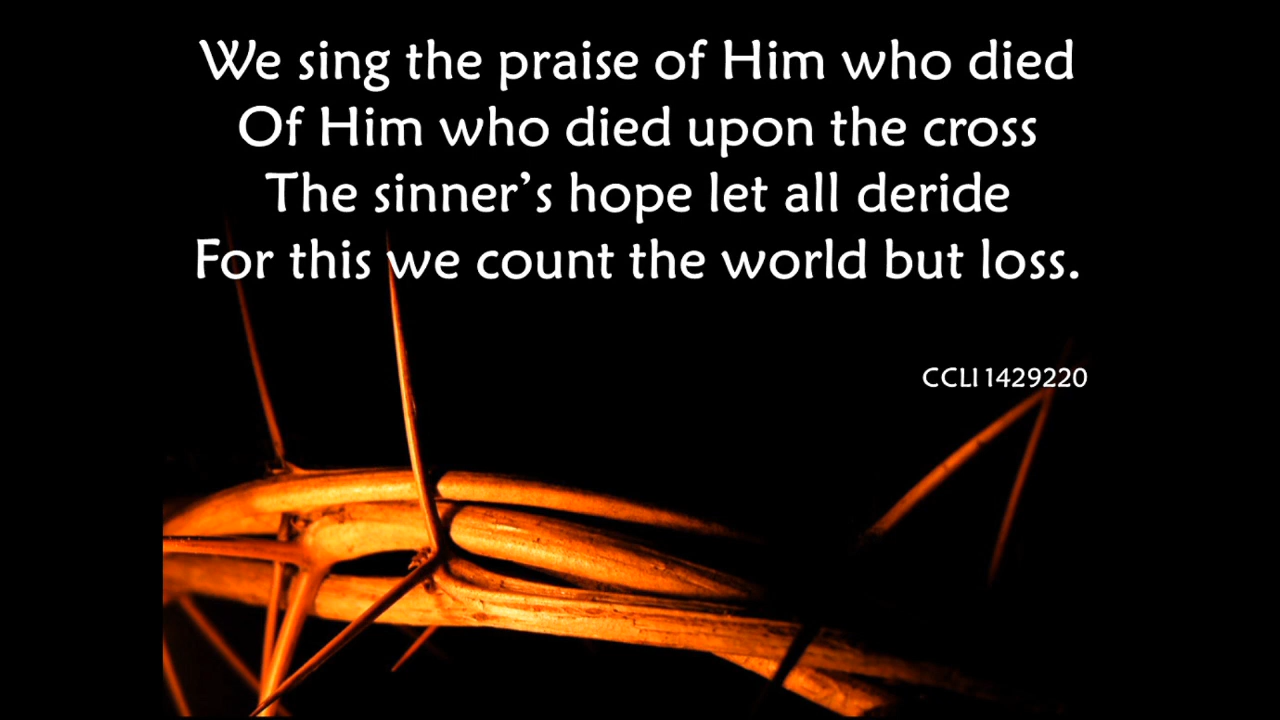 We sing the praise of Him who died
Of Him who died upon the cross
The sinner’s hope let all deride
For this we count the world but loss.
CCLI 1429220